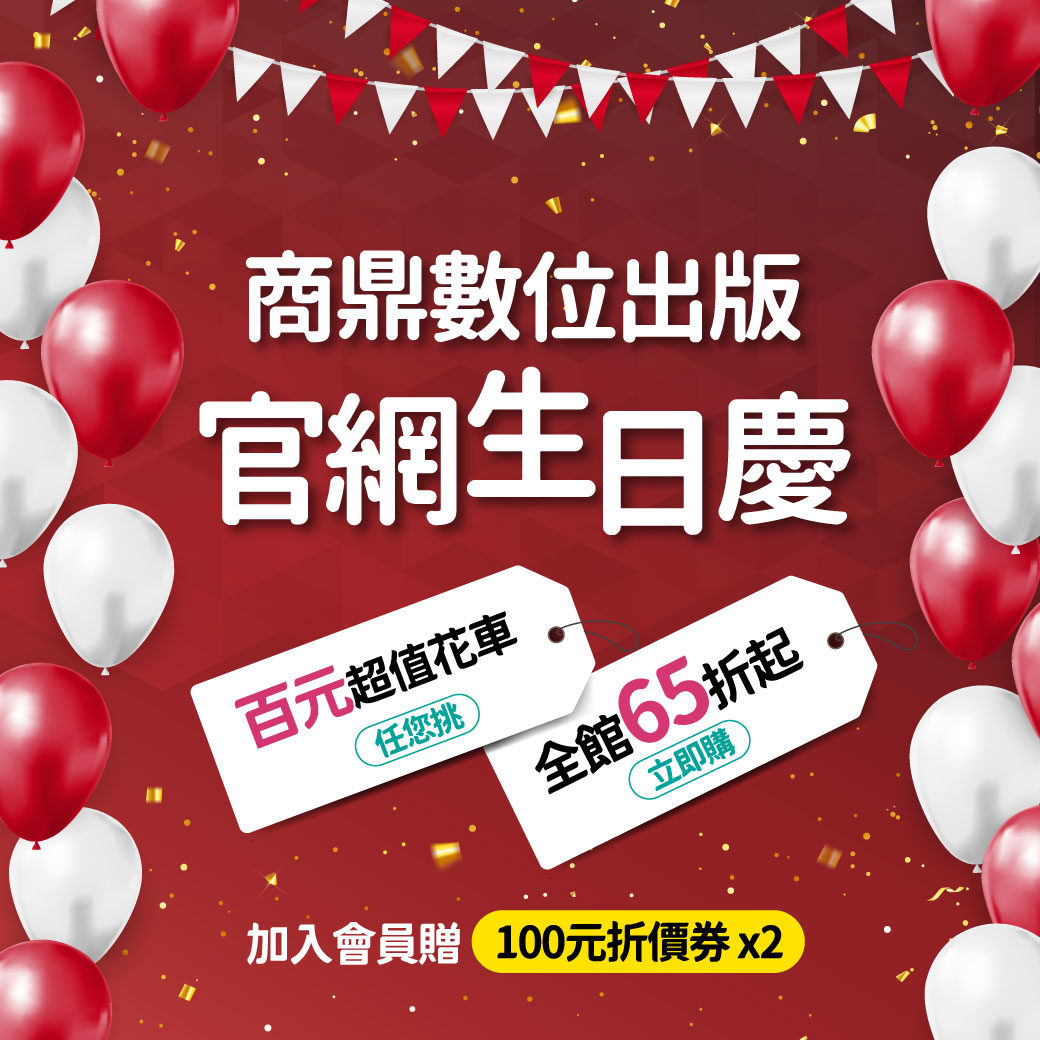 商鼎數位出版
官網生日慶
百元超值花車
任您挑
全館65折起
立即購
加入會員贈 100元折價券 x2